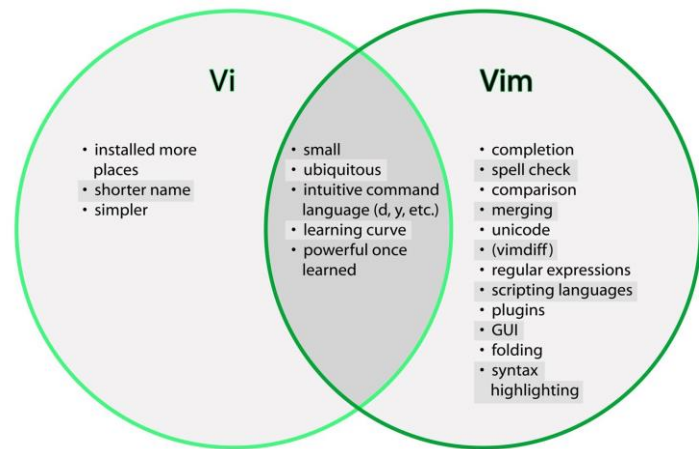 Vi
• installed more
places
• shorter name
• simpler
• small
• ubiquitous
• intuitive command
language (d, y, etc.)
• learning curve
• powerful once
learned
Vim
• completion
• spell check
• comparison
• merging
• unicode
• (vimdiff)
• regular expressions
• scripting languages
• plugins
• GUI
• folding
• syntax
highlighting